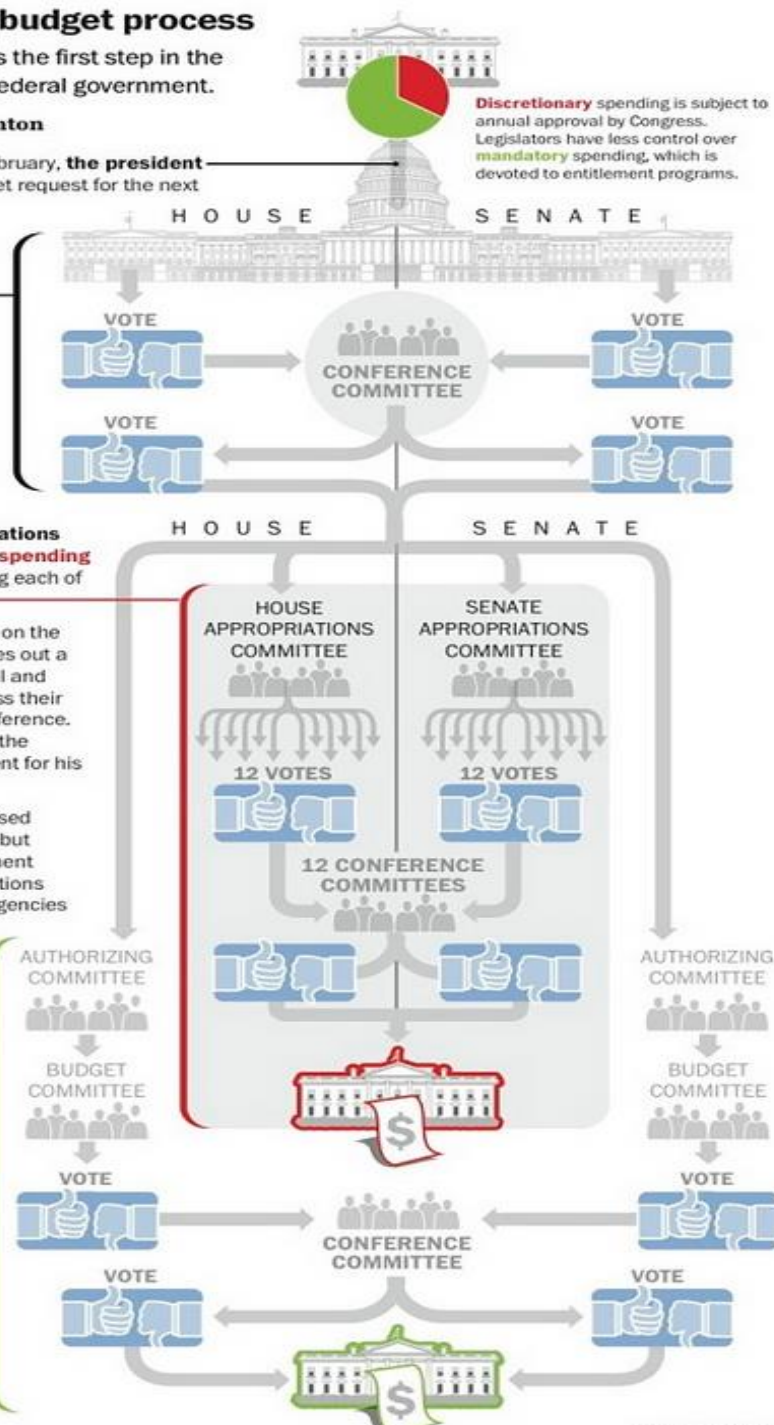 budget process
s the first step in the
ederal government.
nton
bruary, the president
et request for the next
Discretionary spending is subject to
annual approval by Congress.
Legislators have less control over
mandatory spending, which is
devoted to entitlement programs.
HOUSE SENATE
VOTE VOTE
CONFERENCE
COMMITTEE
VOTE VOTE
HOUSE SENATE
ations
spending
g each of
on the
es out a
l and
ss their
ference.
the
nt for his
sed
but
nent
tions
gencies
HOUSE
APPROPRIATIONS
COMMITTEE
SENATE
APPROPRIATIONS
COMMITTEE
12 VOTES 12 VOTES
12 CONFERENCE
COMMITTEES
AUTHORIZING
COMMITTEE
AUTHORIZING
COMMITTEE
BUDGET
COMMITTEE
BUDGET
COMMITTEE
$
VOTE VOTE
CONFERENCE
COMMITTEE
VOTE VOTE
$